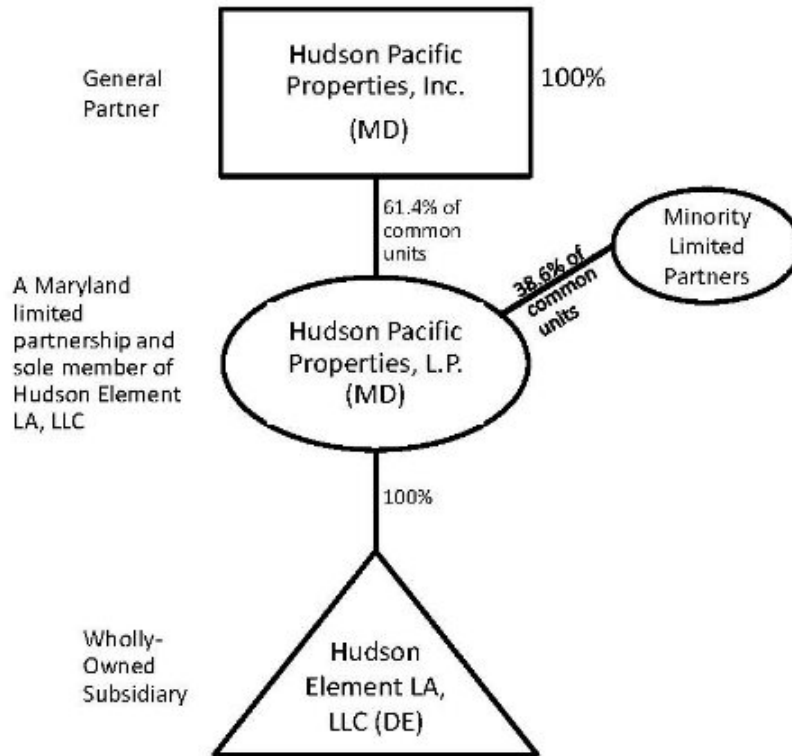 General
Partner
Hudson Pacific
Properties, Inc.
(MD)
100%
61.4% of
common
units
38.6% of
common
units
Minority
Limited
Partners
A Maryland
limited
partnership and
sole member of
Hudson Element
LA, LLC
Hudson Pacific
Properties, L.P.
(MD)
100%
Wholly-
Owned
Subsidiary
Hudson
Element LA,
LLC (DE)